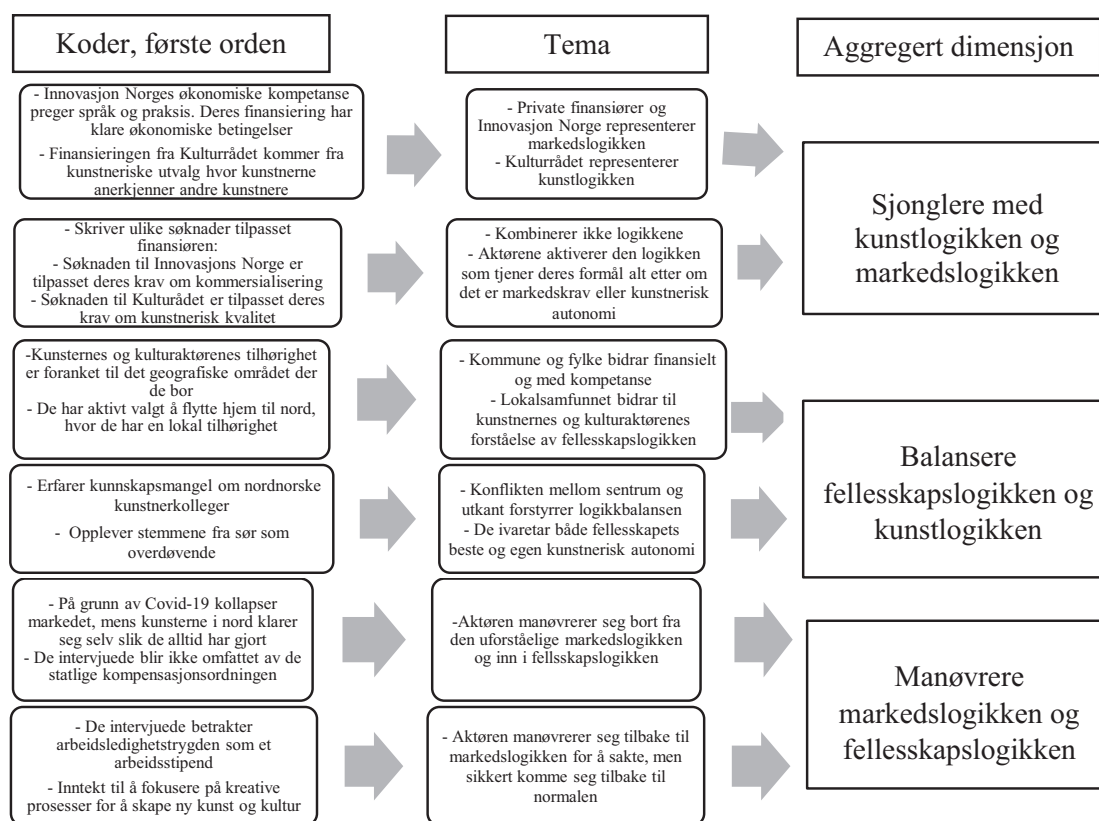 Koder, første orden
Tema
Aggregert dimensjon
- Innovasjon Norges økonomiske kompetanse
preger språk og praksis. Deres finansiering har
klare økonomiske betingelser
- Finansieringen fra Kulturrådet kommer fra
kunstneriske utvalg hvor kunstnerne
anerkjenner andre kunstnere
- Private finansiører og
Innovasjon Norge representerer
markedslogikken
- Kulturrådet representerer
kunstlogikken
Sjonglere med
kunstlogikken og
markedslogikken
- Skriver ulike søknader tilpasset
finansiøren:
- Søknaden til Innovasjons Norge er
tilpasset deres krav om kommersialisering
- Søknaden til Kulturådet er tilpasset deres
krav om kunstnerisk kvalitet
- Kombinerer ikke logikkene
- Aktørene aktiverer den logikken
som tjener deres formål alt etter om
det er markedskrav eller kunstnerisk
autonomi
-Kunsternes og kulturaktørenes tilhørighet
er foranket til det geografiske området der
de bor
- De har aktivt valgt å flytte hjem til nord,
hvor de har en lokal tilhørighet
- Kommune og fylke bidrar finansielt
og med kompetanse
- Lokalsamfunnet bidrar til
kunstnernes og kulturaktørenes
forståelse av fellesskapslogikken
Balansere
fellesskapslogikken og
kunstlogikken
- Erfarer kunnskapsmangel om nordnorske
kunstnerkolleger
- Opplever stemmene fra sør som
overdøvende
- Konflikten mellom sentrum og
utkant forstyrrer logikkbalansen
- De ivaretar både fellesskapets
beste og egen kunstnerisk autonomi
- På grunn av Covid-19 kollapser
markedet, mens kunsterne i nord klarer
seg selv slik de alltid har gjort
- De intervjuede blir ikke omfattet av de
statlige kompensasjonsordningen
-Aktøren manøvrerer seg bort fra
den uforståelige markedslogikken
og inn i fellsskapslogikken
Manøvrere
markedslogikken og
fellesskapslogikken
- De intervjuede betrakter
arbeidsledighetstrygden som et
arbeidsstipend
- Inntekt til å fokusere på kreative
prosesser for å skape ny kunst og kultur
- Aktøren manøvrerer seg tilbake til
markedslogikken for å sakte, men
sikkert komme seg tilbake til
normalen